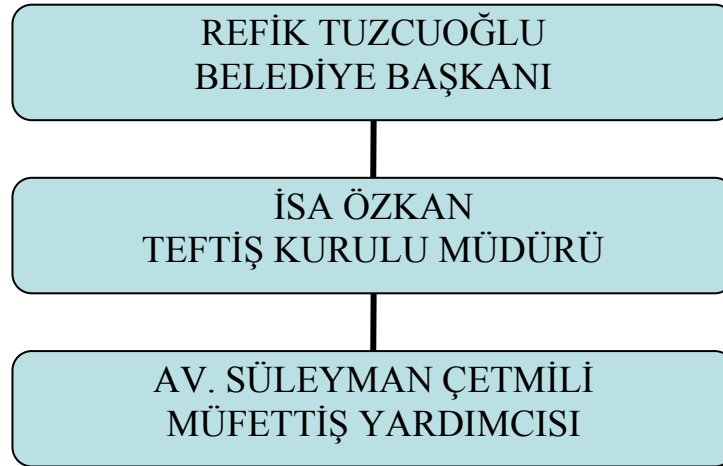 REFİK TUZCUOĞLU
BELEDİYE BAŞKANI
İSA ÖZKAN
TEFTİŞ KURULU MÜDÜRÜ
AV. SÜLEYMAN ÇETMİLİ
MÜFETTİŞ YARDIMCISI